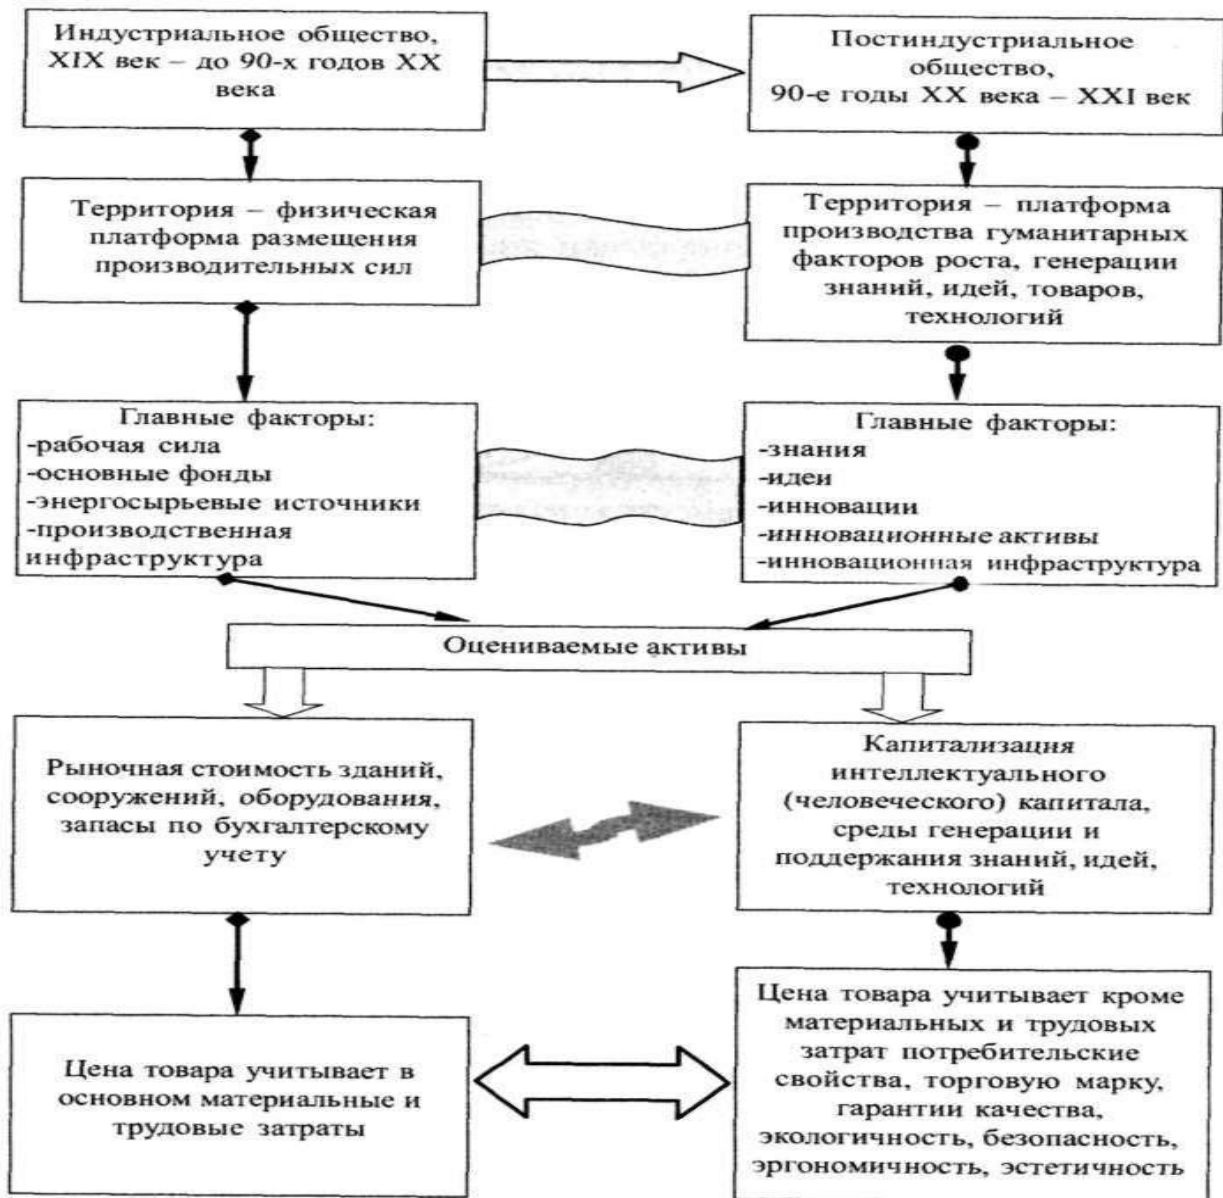 Индустриальное общество,
XIX век – до 90-х годов XX
века
Постиндустриальное
общество,
90-е годы XX века – XXI век
Территория – физическая
платформа размещения
производительных сил
Территория – платформа
производства гуманитарных
факторов роста, генерации
знаний, идей, товаров,
технологий
Главные факторы:
-рабочая сила
-основные фонды
-энергосырьевые источники
-производственная
инфраструктура
Главные факторы:
-знания
-идеи
-инновации
-инновационные активы
-инновационная инфраструктура
Оцениваемые активы
Рыночная стоимость зданий,
сооружений, оборудования,
запасы по бухгалтерскому
учету
Капитализация
интеллектуального
(человеческого) капитала,
среды генерации и
поддержания знаний, идей,
технологий
Цена товара учитывает в
основном материальные и
трудовые затраты
Цена товара учитывает кроме
материальных и трудовых
затрат потребительские
свойства, торговую марку,
гарантии качества,
экологичность, безопасность,
эргономичность, эстетичность